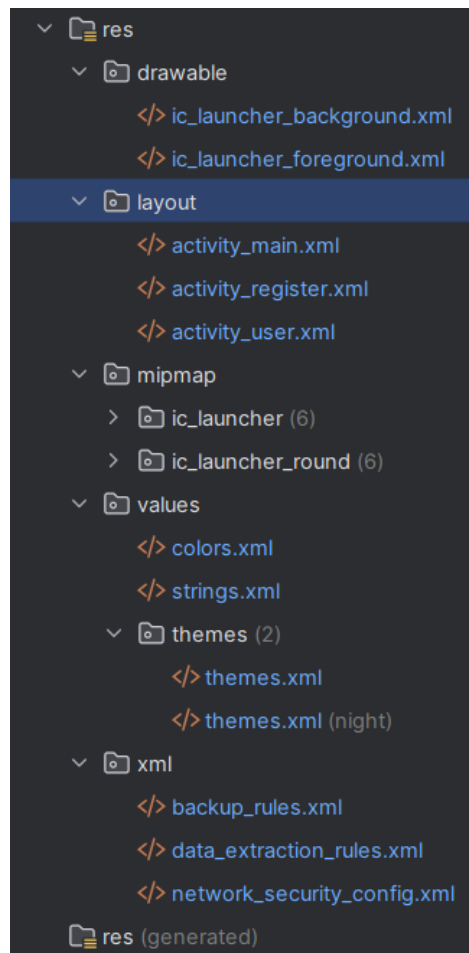 res
drawable
ic_launcher_background.xml
ic_launcher_foreground.xml
layout
activity_main.xml
activity_register.xml
activity_user.xml
mipmap
ic_launcher (6)
ic_launcher_round (6)
values
colors.xml
strings.xml
themes (2)
themes.xml
themes.xml (night)
xml
backup_rules.xml
data_extraction_rules.xml
network_security_config.xml
res (generated)